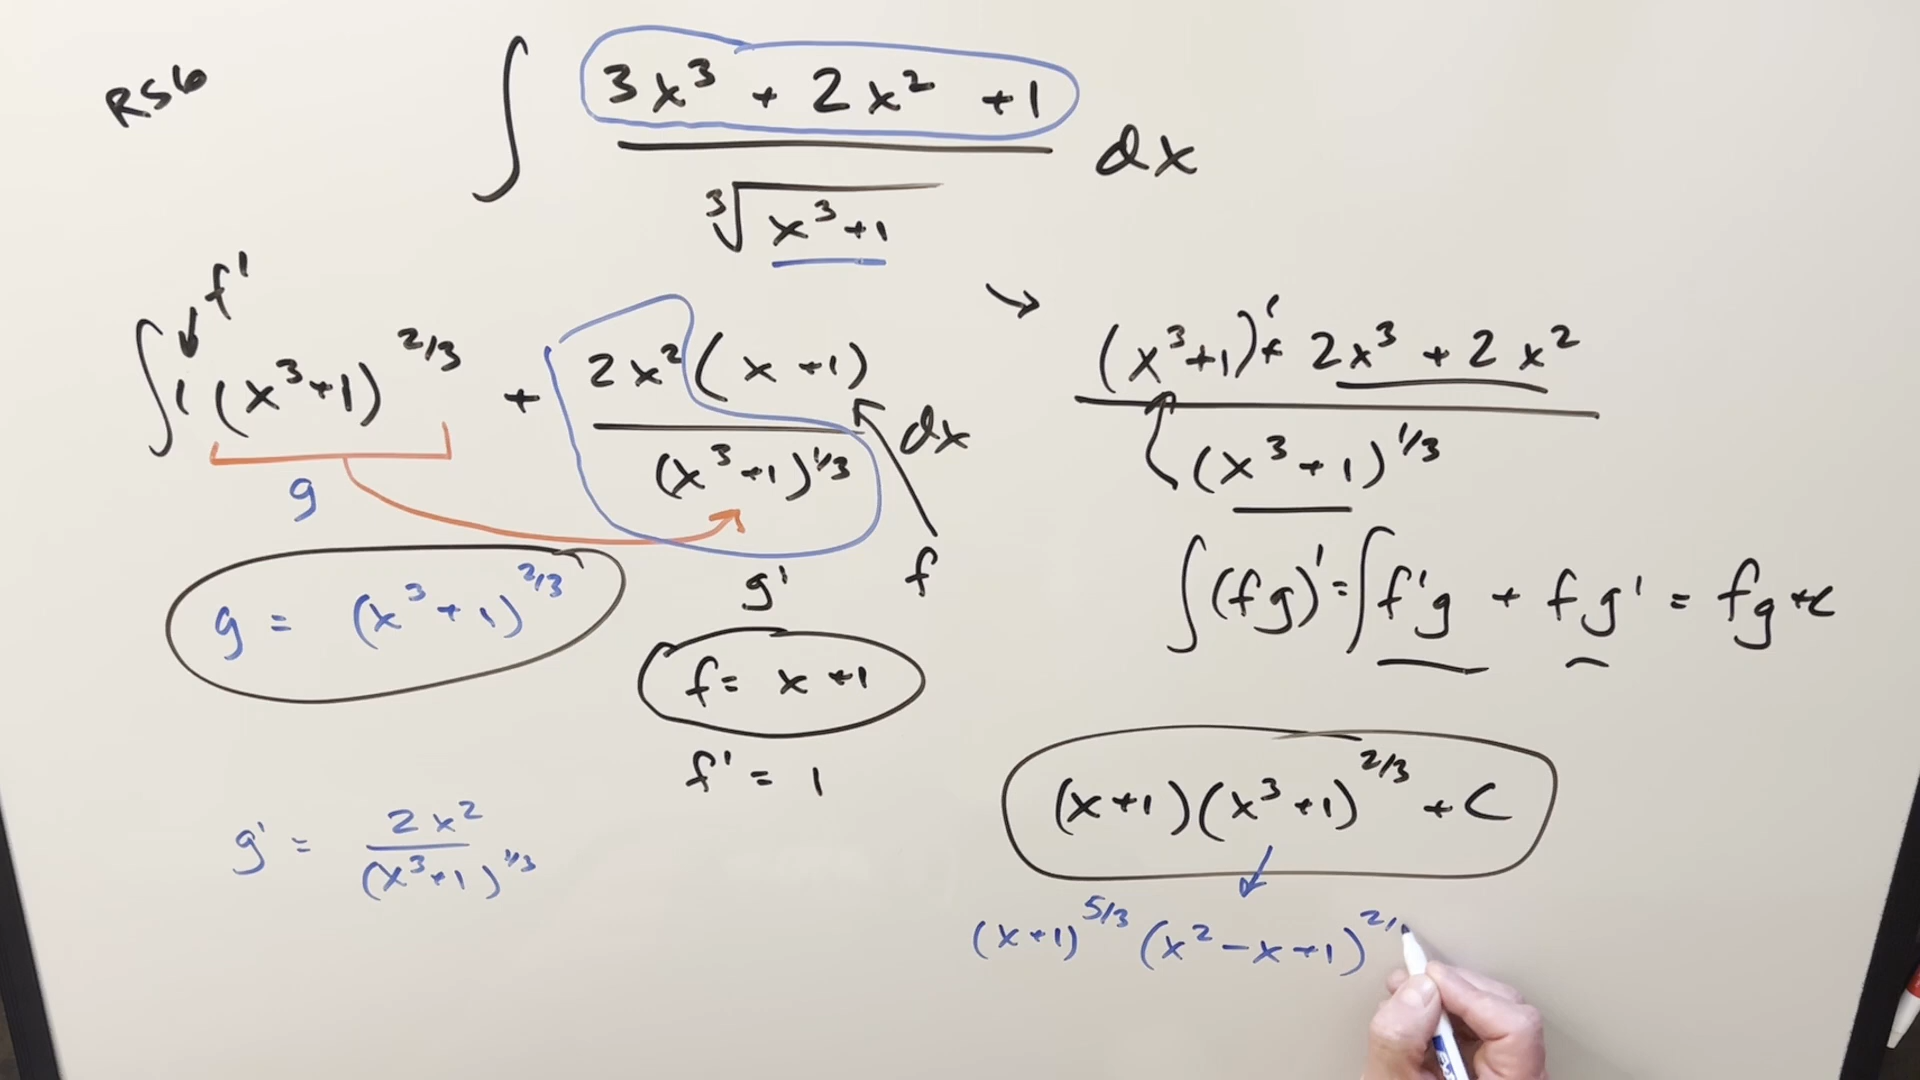 RS6
∫ (3x³ + 2x² + 1) / ∛(x³+1) dx
f'
∫ 1 (x³+1)^(2/3) + 2x²(x+1) / (x³+1)^(1/3) dx
→ ((x³+1)' + 2x³ + 2x²) / (x³+1)^(1/3)
g
g'
f
∫(fg)' = ∫f'g + fg' = fg + C
g = (x³+1)^(2/3)
f = x+1
f' = 1
g' = 2x² / (x³+1)^(1/3)
(x+1)(x³+1)^(2/3) + C
(x+1)^(5/3) (x²-x+1)^(2/